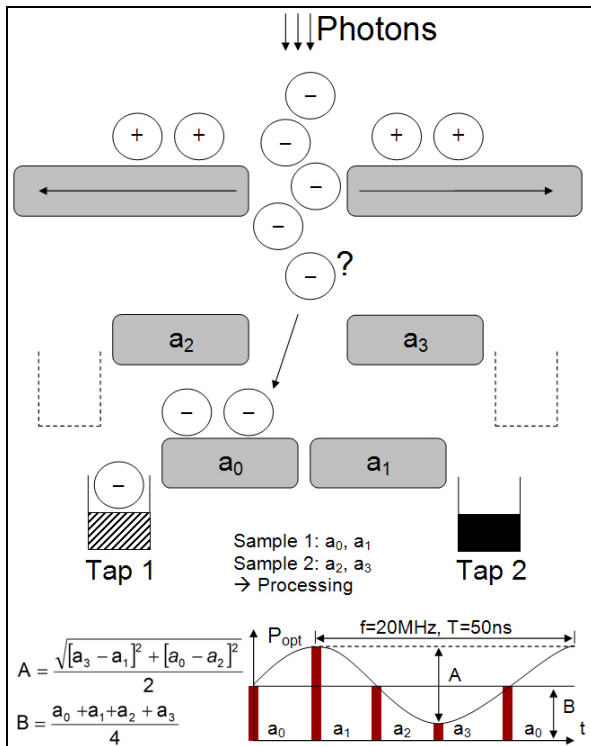 Photons
− 
+ + + +
−
−
−
− ?
a₂ a₃
− −
a₀ a₁
−
Tap 1 Tap 2
Sample 1: a₀, a₁
Sample 2: a₂, a₃
→ Processing
A = √([a₃ − a₁]² + [a₀ − a₂]²) / 2
B = (a₀ + a₁ + a₂ + a₃) / 4
P_opt
f=20MHz, T=50ns
A
B
a₀ a₁ a₂ a₃ a₀ t